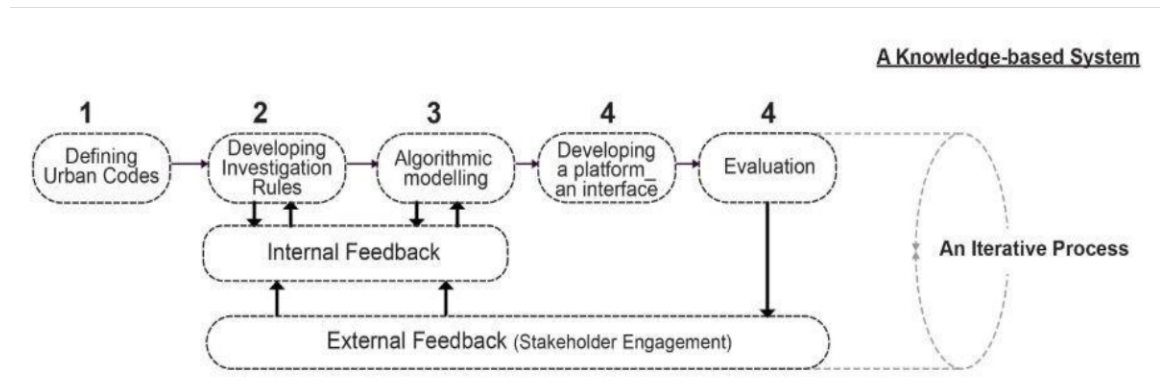 A Knowledge-based System
1
2
3
4
4
Defining
Urban Codes
Developing
Investigation
Rules
Algorithmic
modelling
Developing
a platform_
an interface
Evaluation
Internal Feedback
An Iterative Process
External Feedback (Stakeholder Engagement)